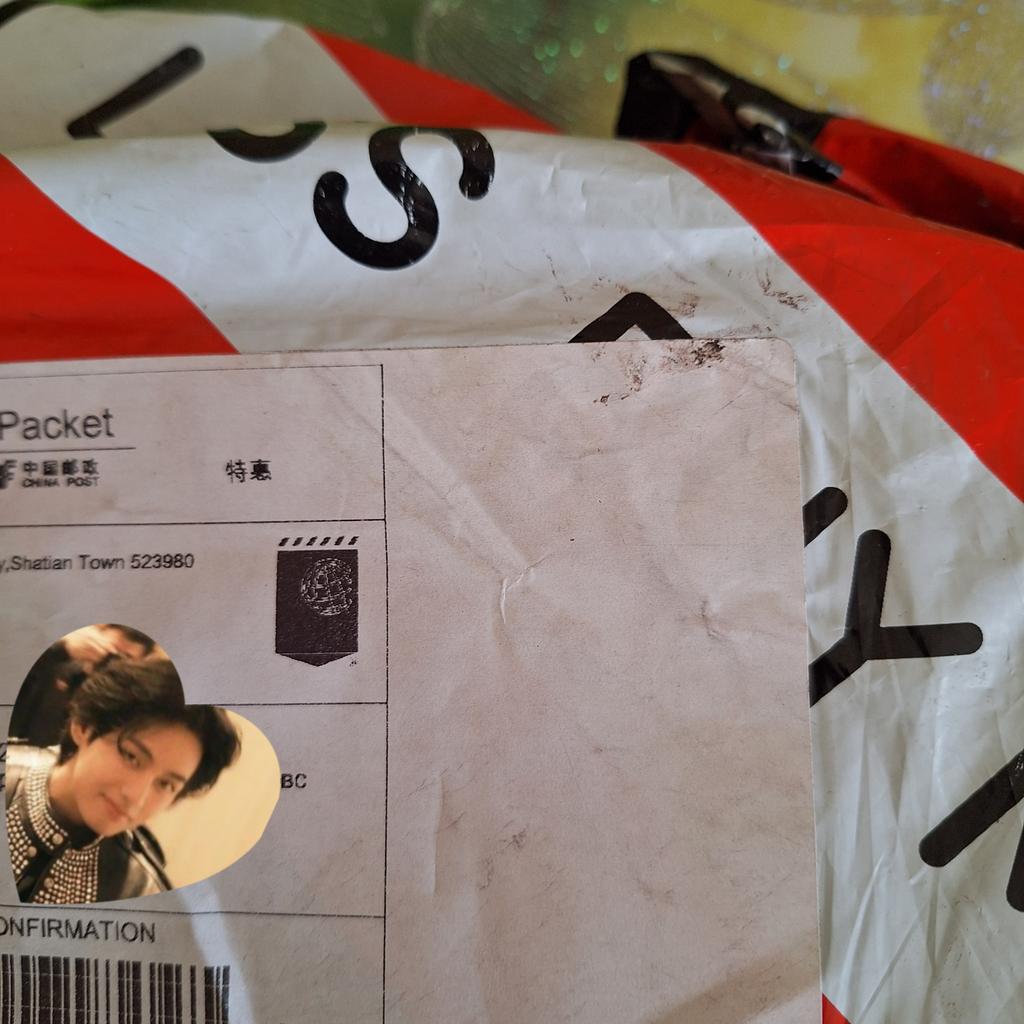 S
Y
Packet
中国邮政
CHINA POST
特惠
,Shatian Town 523980
BC
ONFIRMATION